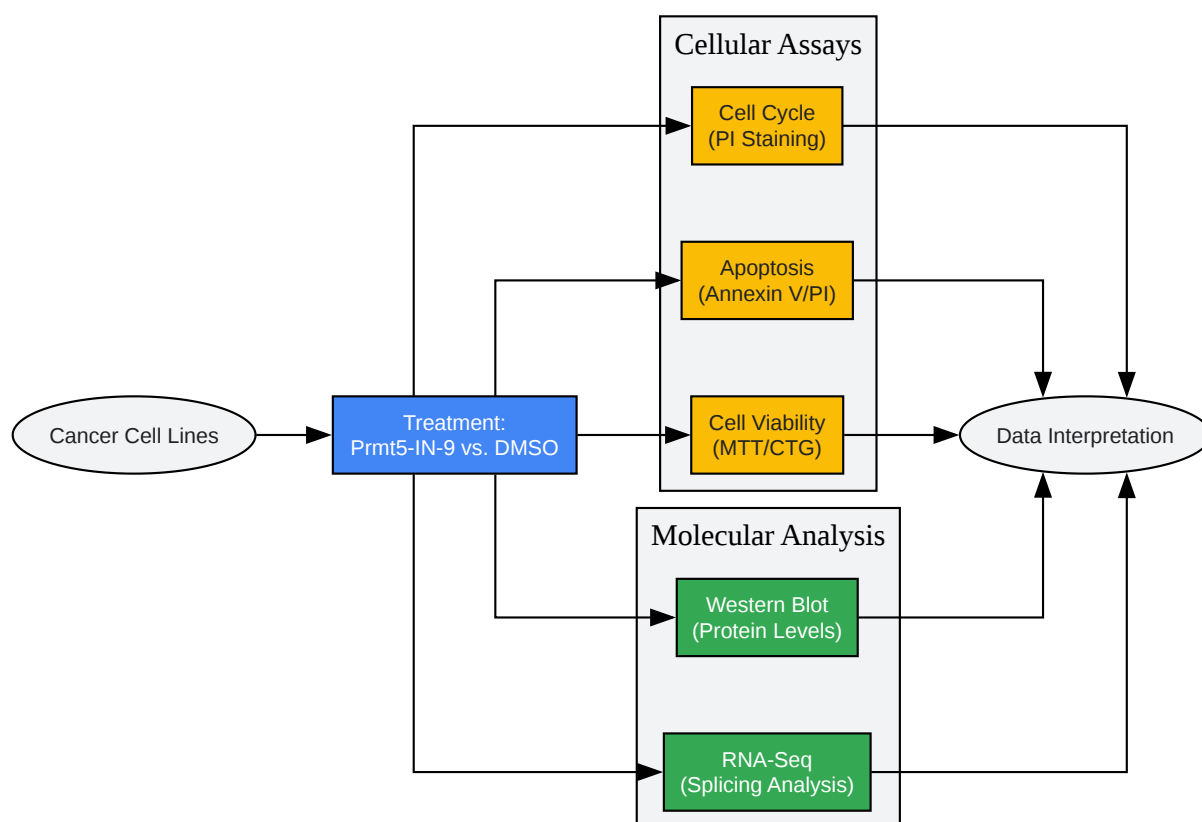 Cellular Assays
Cell Cycle
(PI Staining)
Apoptosis
(Annexin V/PI)
Cancer Cell Lines
Treatment:
Prmt5-IN-9 vs. DMSO
Cell Viability
(MTT/CTG)
Data Interpretation
Molecular Analysis
Western Blot
(Protein Levels)
RNA-Seq
(Splicing Analysis)